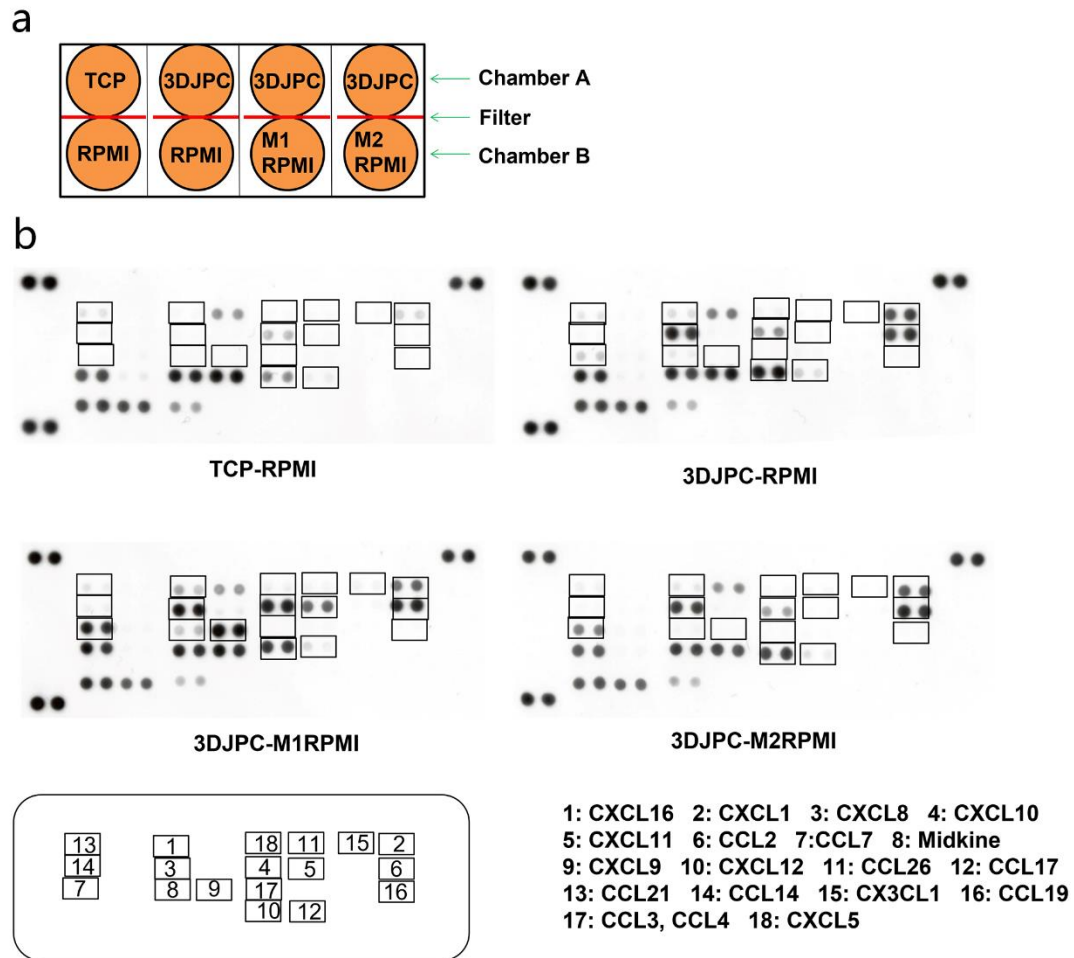 a
TCP 3DJPC 3DJPC 3DJPC Chamber A
Filter
RPMI RPMI M1 RPMI M2 RPMI Chamber B
b
TCP-RPMI
3DJPC-RPMI
3DJPC-M1RPMI
3DJPC-M2RPMI
13 1 18 11 15 2
14 3 4 5 6
7 8 9 17 16
10 12
1: CXCL16 2: CXCL1 3: CXCL8 4: CXCL10
5: CXCL11 6: CCL2 7:CCL7 8: Midkine
9: CXCL9 10: CXCL12 11: CCL26 12: CCL17
13: CCL21 14: CCL14 15: CX3CL1 16: CCL19
17: CCL3, CCL4 18: CXCL5